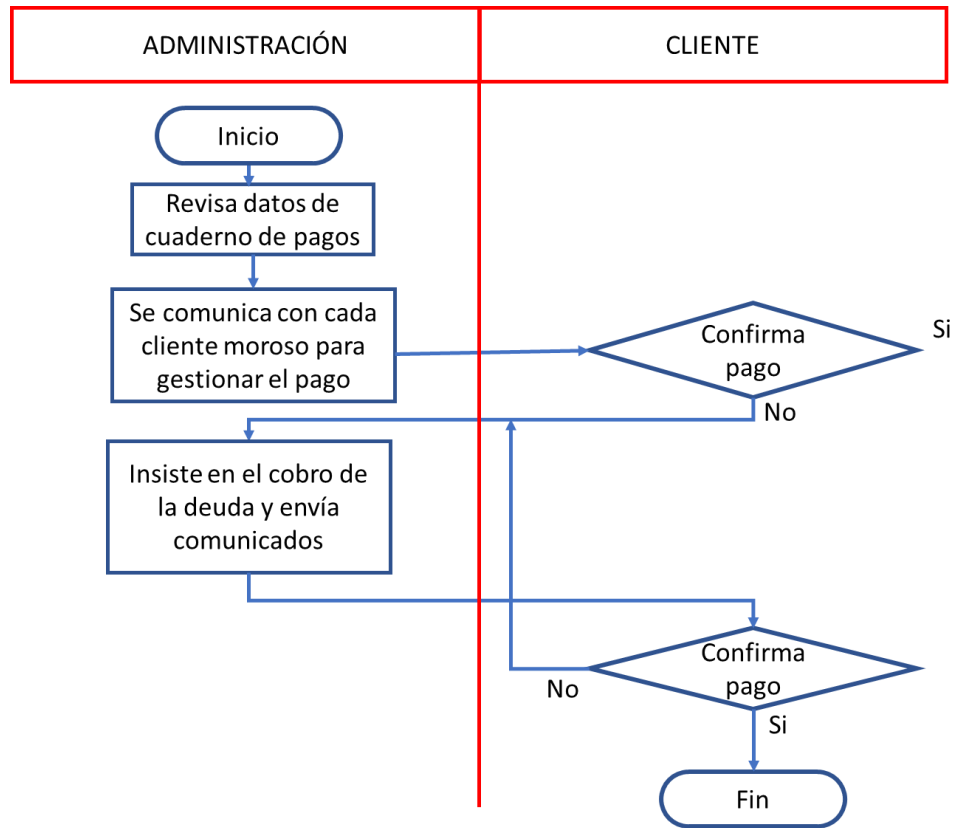 ADMINISTRACIÓN
CLIENTE
Inicio
Revisa datos de
cuaderno de pagos
Se comunica con cada
cliente moroso para
gestionar el pago
Confirma
pago
Si
No
Insiste en el cobro de
la deuda y envía
comunicados
Confirma
pago
No
Si
Fin